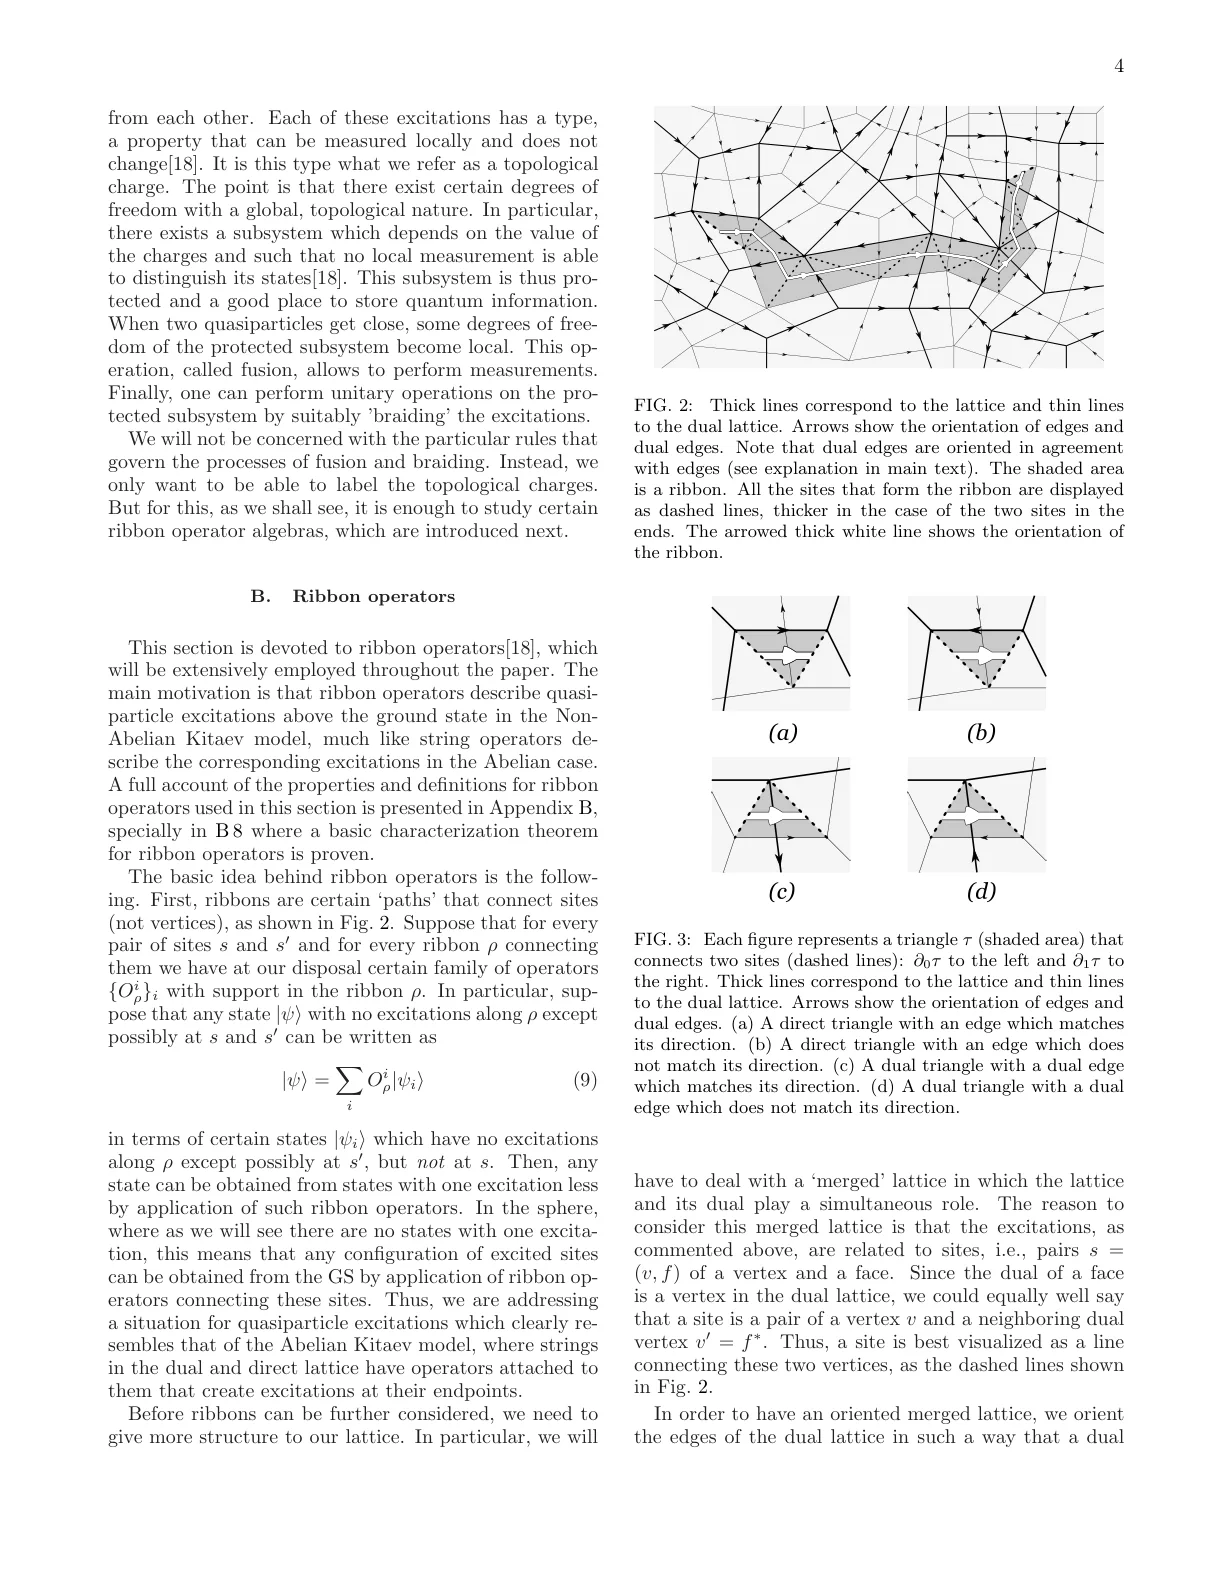 4
from each other. Each of these excitations has a type,
a property that can be measured locally and does not
change[18]. It is this type what we refer as a topological
charge. The point is that there exist certain degrees of
freedom with a global, topological nature. In particular,
there exists a subsystem which depends on the value of
the charges and such that no local measurement is able
to distinguish its states[18]. This subsystem is thus pro-
tected and a good place to store quantum information.
When two quasiparticles get close, some degrees of free-
dom of the protected subsystem become local. This op-
eration, called fusion, allows to perform measurements.
Finally, one can perform unitary operations on the pro-
tected subsystem by suitably 'braiding' the excitations.
We will not be concerned with the particular rules that
govern the processes of fusion and braiding. Instead, we
only want to be able to label the topological charges.
But for this, as we shall see, it is enough to study certain
ribbon operator algebras, which are introduced next.
B. Ribbon operators
This section is devoted to ribbon operators[18], which
will be extensively employed throughout the paper. The
main motivation is that ribbon operators describe quasi-
particle excitations above the ground state in the Non-
Abelian Kitaev model, much like string operators de-
scribe the corresponding excitations in the Abelian case.
A full account of the properties and definitions for ribbon
operators used in this section is presented in Appendix B,
specially in B 8 where a basic characterization theorem
for ribbon operators is proven.
The basic idea behind ribbon operators is the follow-
ing. First, ribbons are certain 'paths' that connect sites
(not vertices), as shown in Fig. 2. Suppose that for every
pair of sites s and s′ and for every ribbon ρ connecting
them we have at our disposal certain family of operators
{O^i_ρ}_i with support in the ribbon ρ. In particular, sup-
pose that any state |ψ⟩ with no excitations along ρ except
possibly at s and s′ can be written as
|ψ⟩ = ∑_i O^i_ρ|ψ_i⟩ (9)
in terms of certain states |ψ_i⟩ which have no excitations
along ρ except possibly at s′, but not at s. Then, any
state can be obtained from states with one excitation less
by application of such ribbon operators. In the sphere,
where as we will see there are no states with one excita-
tion, this means that any configuration of excited sites
can be obtained from the GS by application of ribbon op-
erators connecting these sites. Thus, we are addressing
a situation for quasiparticle excitations which clearly re-
sembles that of the Abelian Kitaev model, where strings
in the dual and direct lattice have operators attached to
them that create excitations at their endpoints.
Before ribbons can be further considered, we need to
give more structure to our lattice. In particular, we will
FIG. 2: Thick lines correspond to the lattice and thin lines
to the dual lattice. Arrows show the orientation of edges and
dual edges. Note that dual edges are oriented in agreement
with edges (see explanation in main text). The shaded area
is a ribbon. All the sites that form the ribbon are displayed
as dashed lines, thicker in the case of the two sites in the
ends. The arrowed thick white line shows the orientation of
the ribbon.
(a) (b)
(c) (d)
FIG. 3: Each figure represents a triangle τ (shaded area) that
connects two sites (dashed lines): ∂₀τ to the left and ∂₁τ to
the right. Thick lines correspond to the lattice and thin lines
to the dual lattice. Arrows show the orientation of edges and
dual edges. (a) A direct triangle with an edge which matches
its direction. (b) A direct triangle with an edge which does
not match its direction. (c) A dual triangle with a dual edge
which matches its direction. (d) A dual triangle with a dual
edge which does not match its direction.
have to deal with a 'merged' lattice in which the lattice
and its dual play a simultaneous role. The reason to
consider this merged lattice is that the excitations, as
commented above, are related to sites, i.e., pairs s =
(v, f) of a vertex and a face. Since the dual of a face
is a vertex in the dual lattice, we could equally well say
that a site is a pair of a vertex v and a neighboring dual
vertex v′ = f*. Thus, a site is best visualized as a line
connecting these two vertices, as the dashed lines shown
in Fig. 2.
In order to have an oriented merged lattice, we orient
the edges of the dual lattice in such a way that a dual